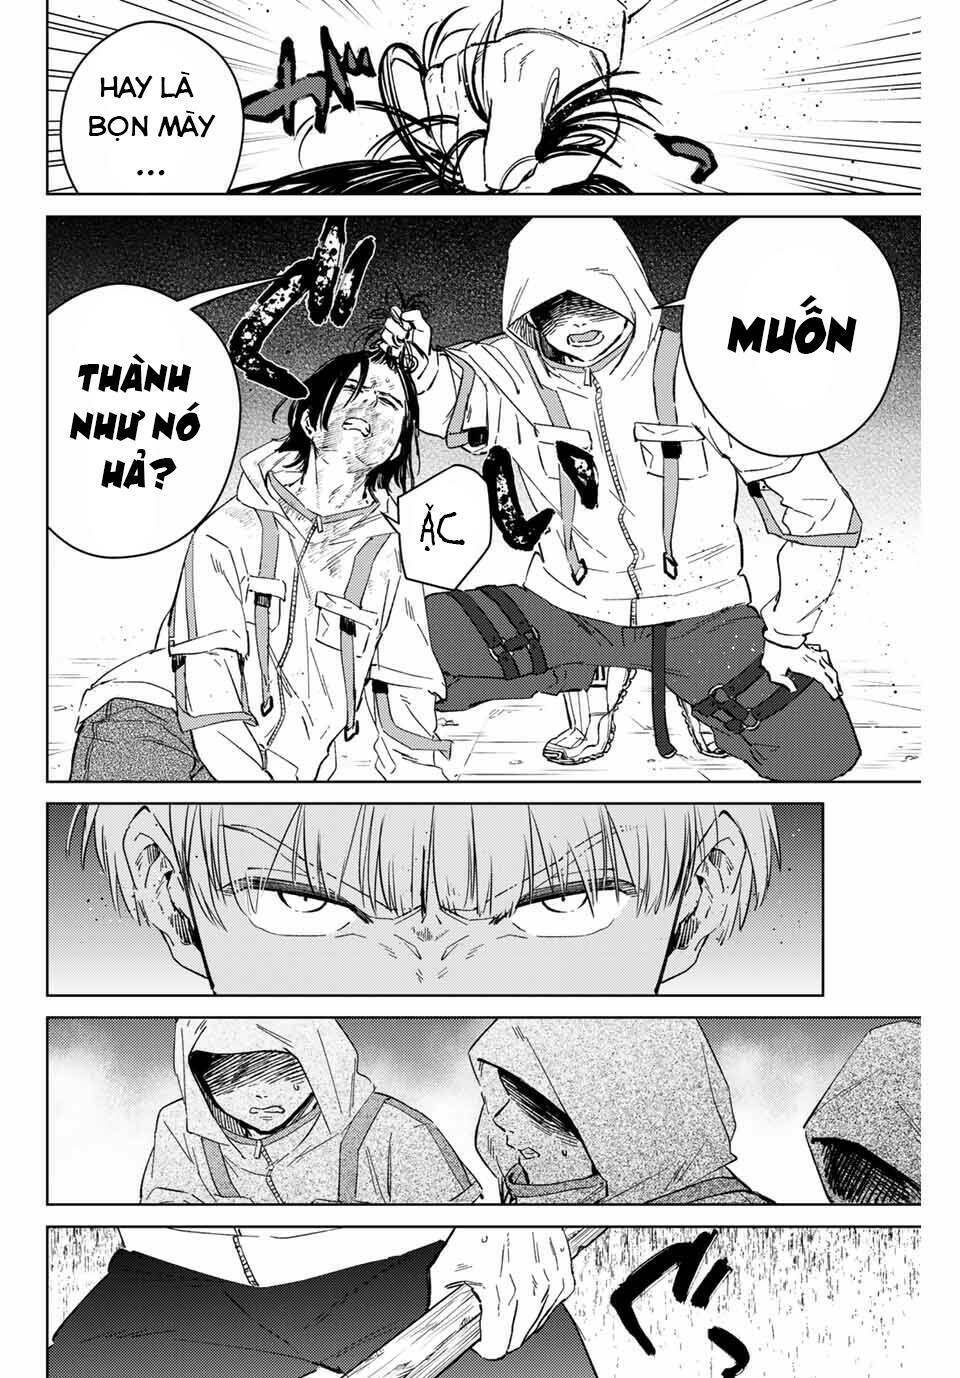 HAY LÀ
BỌN MÀY
...
MUỐN
THÀNH
NHƯ NÓ
HẢ?
ẶC